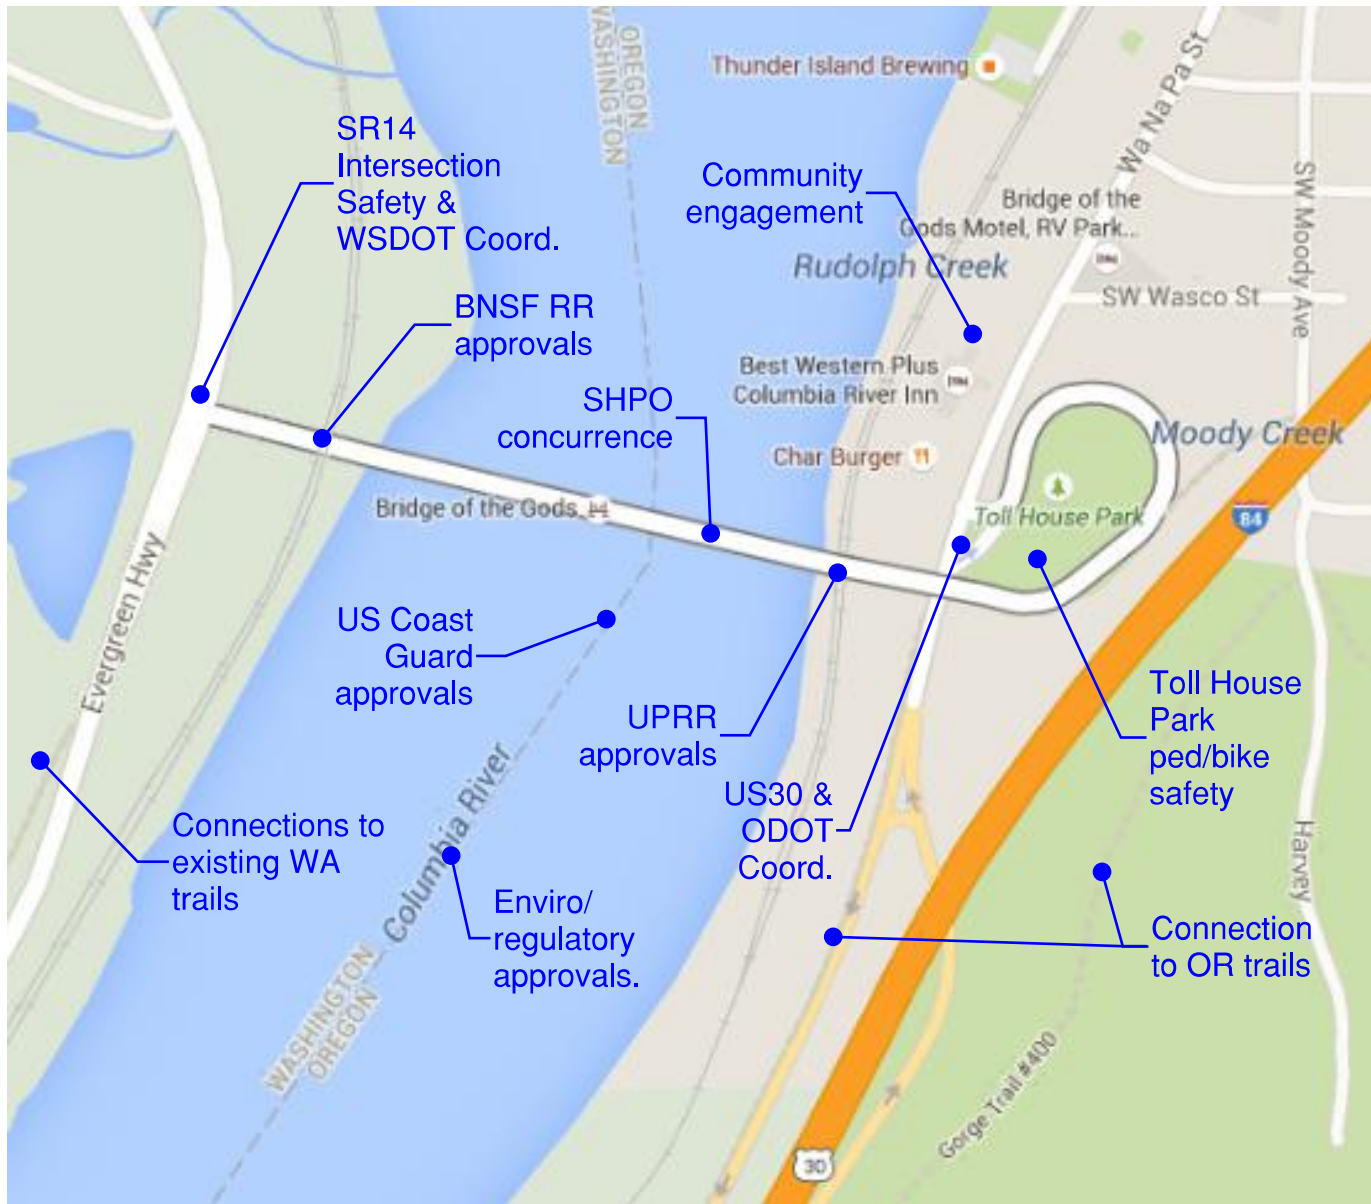 OREGON
WASHINGTON
Thunder Island Brewing
Wa Na Pa St
SR14
Intersection
Safety &
WSDOT Coord.
Community
engagement
SW Moody Ave
Bridge of the
Gods Motel, RV Park...
Rudolph Creek
SW Wasco St
BNSF RR
approvals
Best Western Plus
Columbia River Inn
SHPO
concurrence
Moody Creek
Char Burger
Bridge of the Gods
Toll House Park
84
Evergreen Hwy
US Coast
Guard
approvals
UPRR
approvals
Toll House
Park
ped/bike
safety
US30 &
ODOT
Coord.
Connections to
existing WA
trails
Columbia River
Harvey
Enviro/
regulatory
approvals.
Connection
to OR trails
WASHINGTON
OREGON
Gorge Trail #400
30